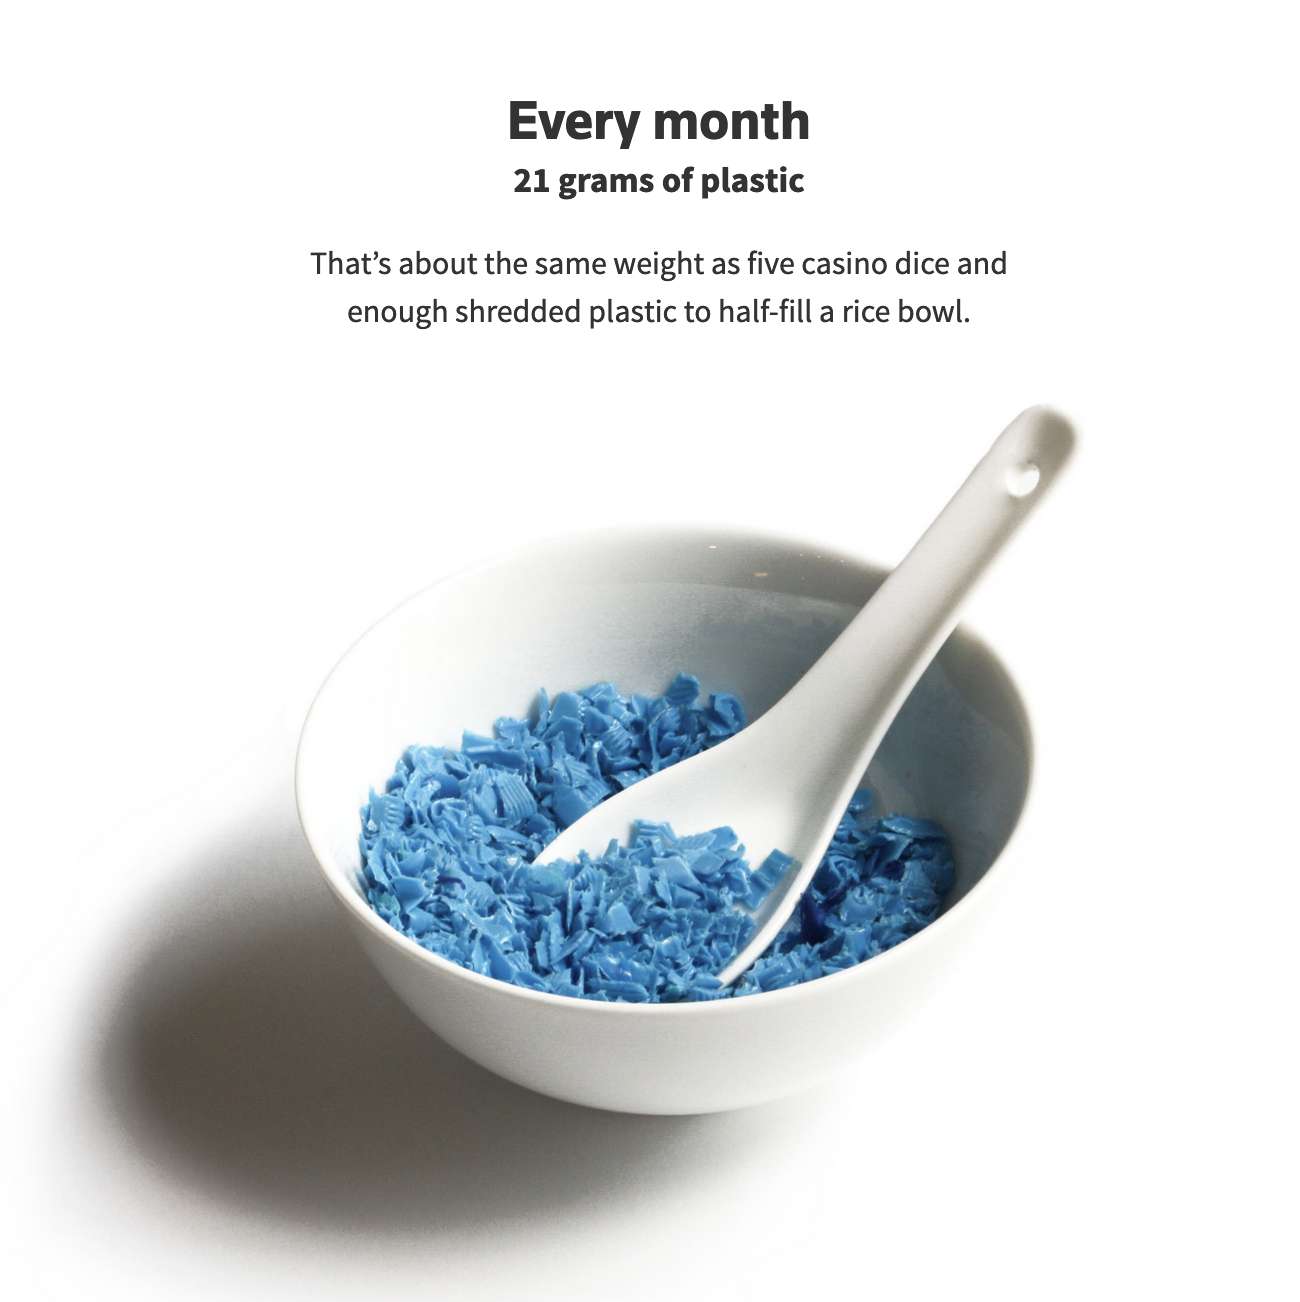 Every month
21 grams of plastic
That’s about the same weight as five casino dice and
enough shredded plastic to half-fill a rice bowl.